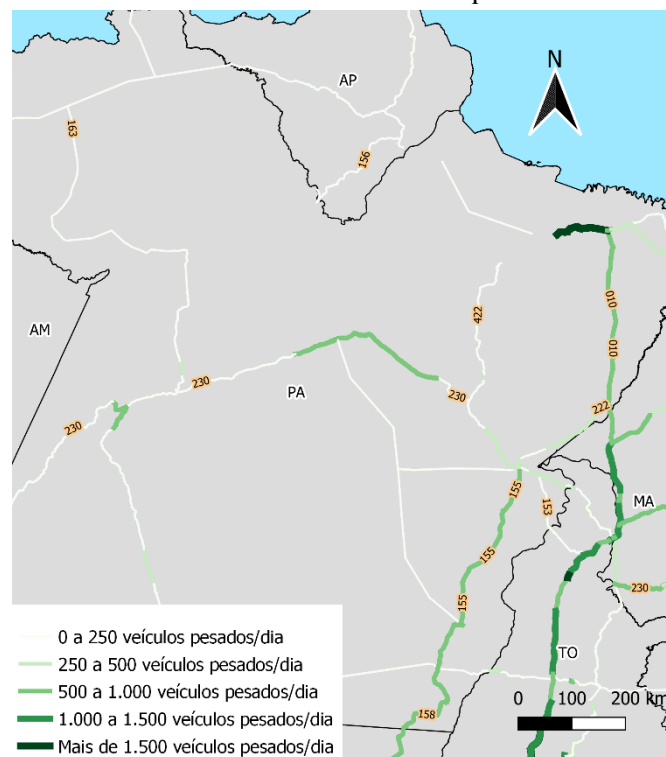 N
AP
163
156
010
AM
422
010
230
PA
230
222
230
155
MA
153
155
230
155
0 a 250 veículos pesados/dia
250 a 500 veículos pesados/dia
TO
500 a 1.000 veículos pesados/dia
0 100 200 km
1.000 a 1.500 veículos pesados/dia
158
Mais de 1.500 veículos pesados/dia